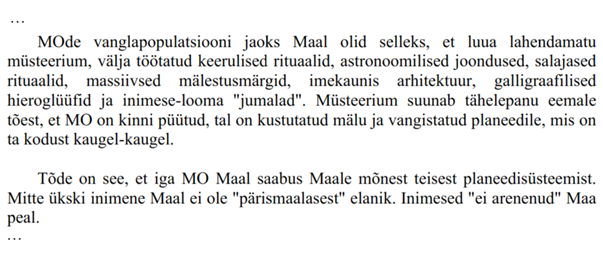 …
MOde vanglapopulatsiooni jaoks Maal olid selleks, et luua lahendamatu
müsteerium, välja töötatud keerulised rituaalid, astronoomilised joondused, salajased
rituaalid, massiivsed mälestusmärgid, imekaunis arhitektuur, galligraafilised
hieroglüüfid ja inimese-looma "jumalad". Müsteerium suunab tähelepanu eemale
tõest, et MO on kinni püütud, tal on kustutatud mälu ja vangistatud planeedile, mis on
ta kodust kaugel-kaugel.
Tõde on see, et iga MO Maal saabus Maale mõnest teisest planeedisüsteemist.
Mitte ükski inimene Maal ei ole "pärismaalasest" elanik. Inimesed "ei arenenud" Maa
peal.
…